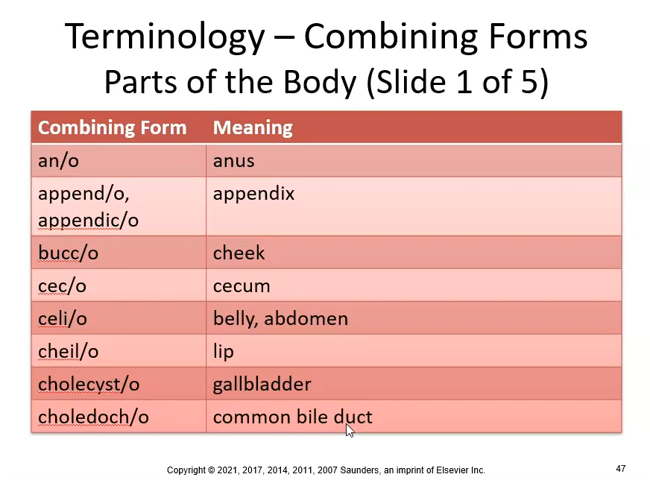 Terminology – Combining Forms
Parts of the Body (Slide 1 of 5)
Combining Form Meaning
an/o anus
append/o, appendix
appendic/o
bucc/o cheek
cec/o cecum
celi/o belly, abdomen
cheil/o lip
cholecyst/o gallbladder
choledoch/o common bile duct
Copyright © 2021, 2017, 2014, 2011, 2007 Saunders, an imprint of Elsevier Inc. 47